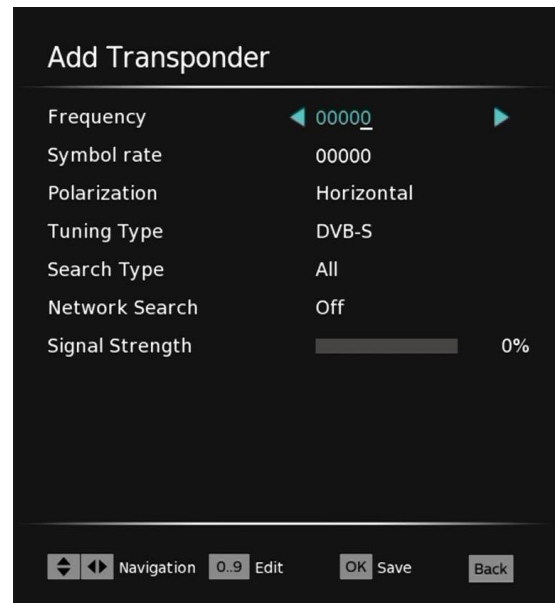 Add Transponder
Frequency 00000
Symbol rate 00000
Polarization Horizontal
Tuning Type DVB-S
Search Type All
Network Search Off
Signal Strength 0%
Navigation 0..9 Edit OK Save Back